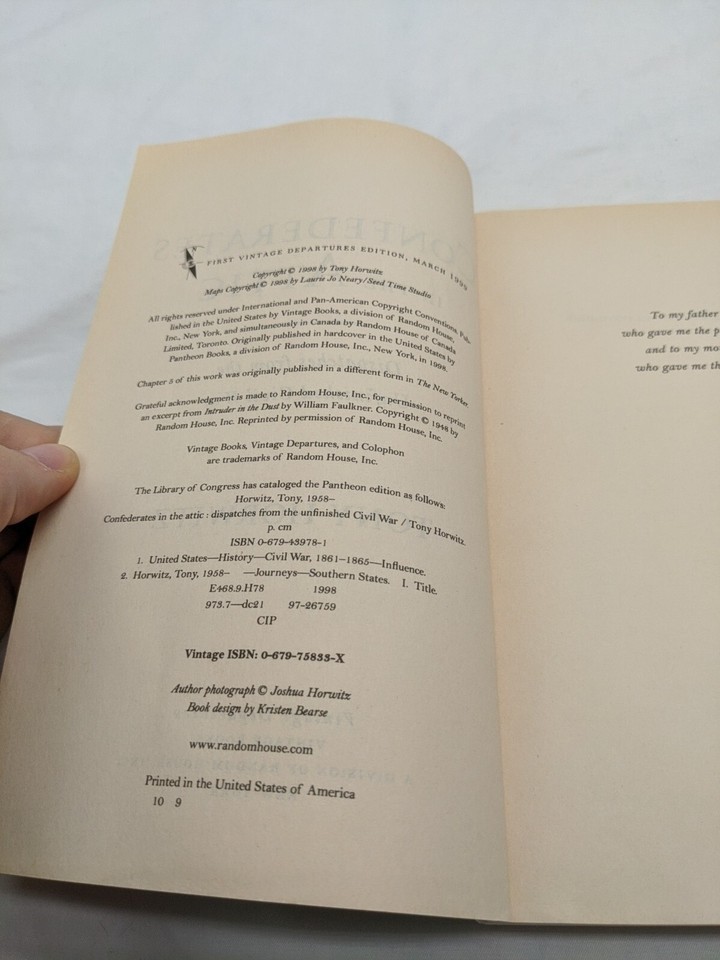 N
FIRST VINTAGE DEPARTURES EDITION, MARCH 1999
Copyright © 1998 by Tony Horwitz
Maps Copyright © 1998 by Laurie Jo Neary/Seed Time Studio
All rights reserved under International and Pan-American Copyright Conventions. Pub-
lished in the United States by Vintage Books, a division of Random House,
Inc., New York, and simultaneously in Canada by Random House of Canada
Limited, Toronto. Originally published in hardcover in the United States by
Pantheon Books, a division of Random House, Inc., New York, in 1998.
Chapter 5 of this work was originally published in a different form in The New Yorker.
Grateful acknowledgment is made to Random House, Inc., for permission to reprint
an excerpt from Intruder in the Dust by William Faulkner. Copyright © 1948 by
Random House, Inc. Reprinted by permission of Random House, Inc.
Vintage Books, Vintage Departures, and Colophon
are trademarks of Random House, Inc.
The Library of Congress has cataloged the Pantheon edition as follows:
Horwitz, Tony, 1958–
Confederates in the attic : dispatches from the unfinished Civil War / Tony Horwitz.
p. cm
ISBN 0-679-43978-1
1. United States—History—Civil War, 1861–1865—Influence.
2. Horwitz, Tony, 1958– —Journeys—Southern States. I. Title.
E468.9.H78 1998
973.7—dc21 97-26759
CIP
Vintage ISBN: 0-679-75833-X
Author photograph © Joshua Horwitz
Book design by Kristen Bearse
www.randomhouse.com
Printed in the United States of America
10 9
To my father
who gave me the p
and to my mo
who gave me th